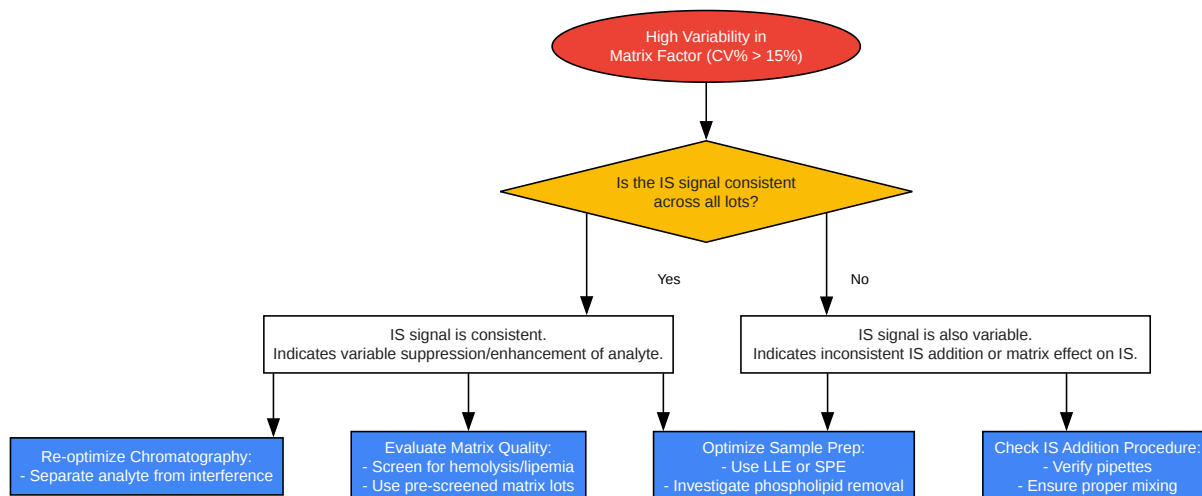 High Variability in
Matrix Factor (CV% > 15%)
Is the IS signal consistent
across all lots?
Yes
No
IS signal is consistent.
Indicates variable suppression/enhancement of analyte.
IS signal is also variable.
Indicates inconsistent IS addition or matrix effect on IS.
Re-optimize Chromatography:
- Separate analyte from interference
Evaluate Matrix Quality:
- Screen for hemolysis/lipemia
- Use pre-screened matrix lots
Optimize Sample Prep:
- Use LLE or SPE
- Investigate phospholipid removal
Check IS Addition Procedure:
- Verify pipettes
- Ensure proper mixing